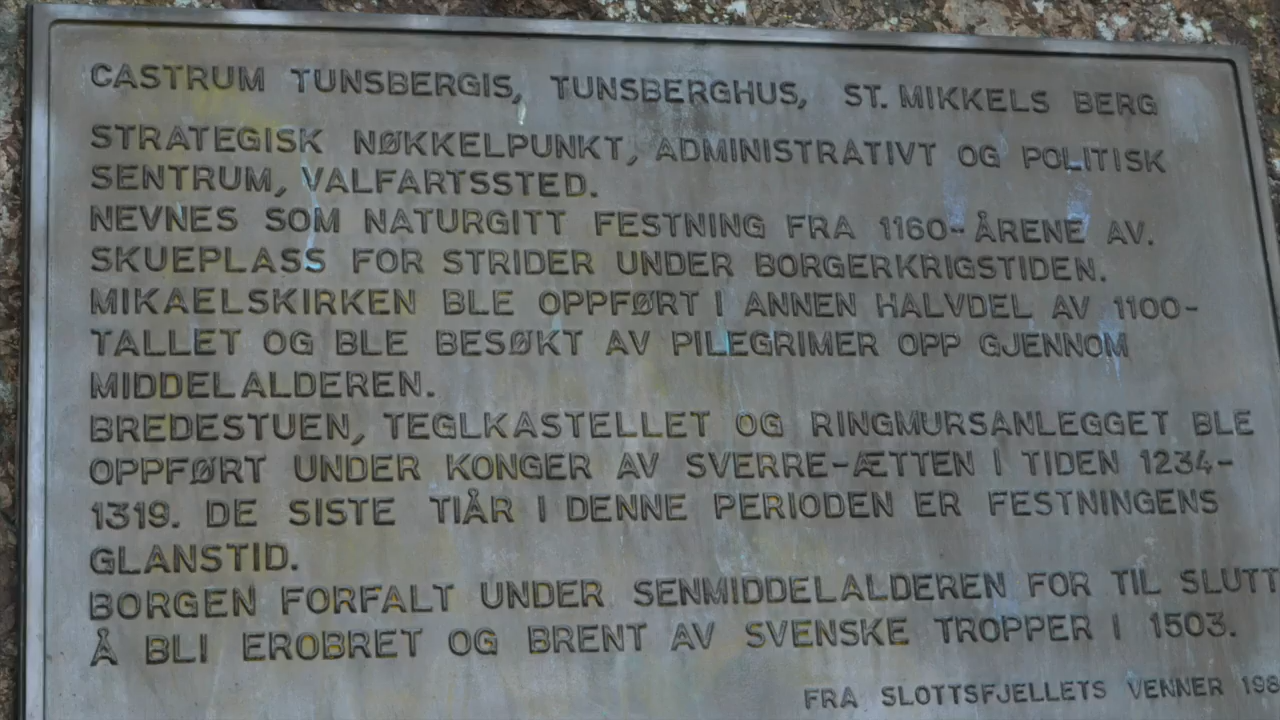 CASTRUM TUNSBERGIS, TUNSBERGHUS, ST. MIKKELS BERG
STRATEGISK NØKKELPUNKT, ADMINISTRATIVT OG POLITISK
SENTRUM, VALFARTSSTED.
NEVNES SOM NATURGITT FESTNING FRA 1160-ÅRENE AV.
SKUEPLASS FOR STRIDER UNDER BORGERKRIGSTIDEN.
MIKAELSKIRKEN BLE OPPFØRT I ANNEN HALVDEL AV 1100-
TALLET OG BLE BESØKT AV PILEGRIMER OPP GJENNOM
MIDDELALDEREN.
BREDESTUEN, TEGLKASTELLET OG RINGMURSANLEGGET BLE
OPPFØRT UNDER KONGER AV SVERRE-ÆTTEN I TIDEN 1234-
1319. DE SISTE TIÅR I DENNE PERIODEN ER FESTNINGENS
GLANSTID.
BORGEN FORFALT UNDER SENMIDDELALDEREN FOR TIL SLUTT
Å BLI EROBRET OG BRENT AV SVENSKE TROPPER I 1503.
FRA SLOTTSFJELLETS VENNER